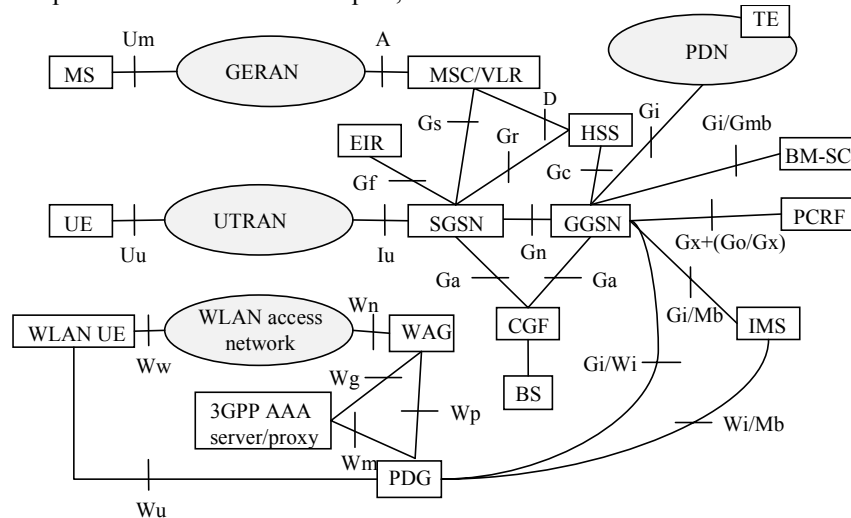 TE
PDN
Um
A
MS
GERAN
MSC/VLR
D
Gs
Gr
HSS
Gi
Gi/Gmb
EIR
Gf
Gc
BM-SC
UE
UTRAN
SGSN
GGSN
PCRF
Uu
Iu
Gn
Gx+(Go/Gx)
Ga
Ga
Wn
Gi/Mb
WLAN UE
WLAN access
network
WAG
CGF
IMS
Ww
Wg
Gi/Wi
BS
3GPP AAA
server/proxy
Wp
Wi/Mb
Wm
PDG
Wu